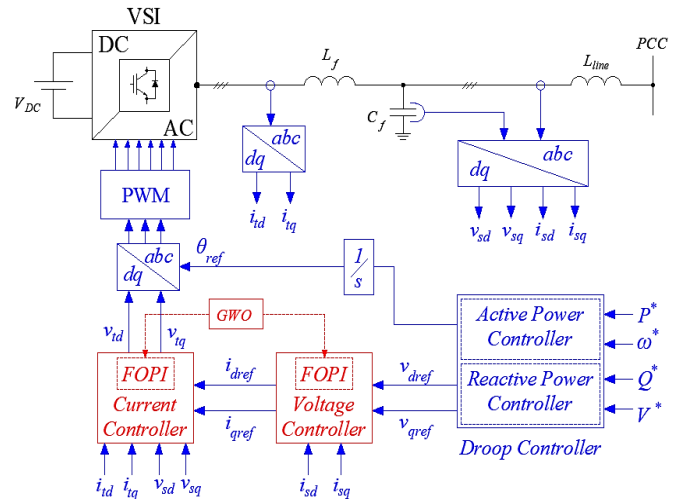 VSI
DC
AC
V_DC
L_f
C_f
L_line
PCC
abc
dq
i_td
i_tq
abc
dq
v_sd
v_sq
i_sd
i_sq
PWM
abc
dq
θ_ref
1/s
v_td
v_tq
GWO
FOPI
Current
Controller
i_dref
i_qref
FOPI
Voltage
Controller
v_dref
v_qref
Active Power
Controller
Reactive Power
Controller
P*
ω*
Q*
V*
Droop Controller
i_td
i_tq
v_sd
v_sq
i_sd
i_sq